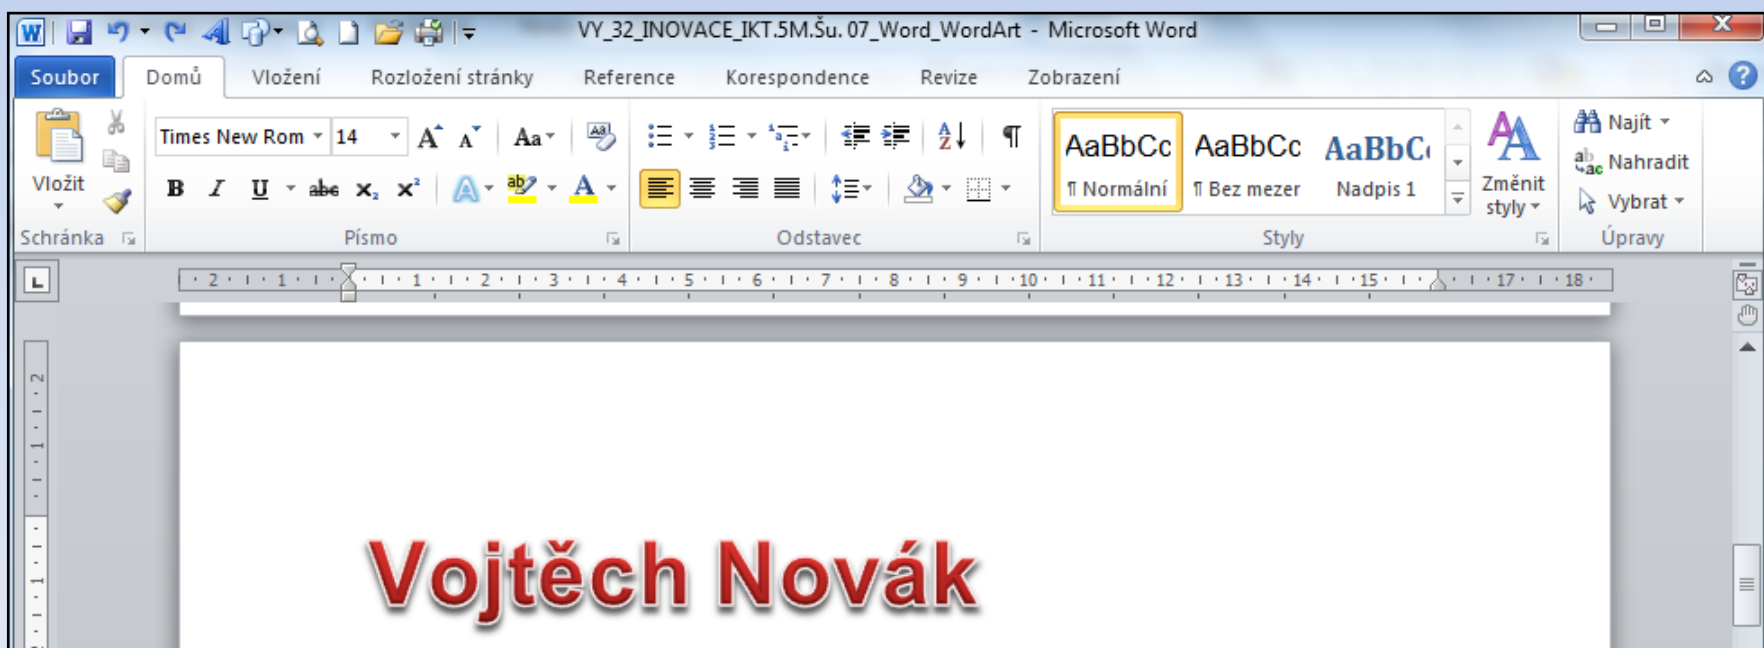 VY_32_INOVACE_IKT.5M.Šu. 07_Word_WordArt - Microsoft Word
Soubor Domů Vložení Rozložení stránky Reference Korespondence Revize Zobrazení
Times New Rom 14 Aa
AaBbCc AaBbCc AaBbC
Najít
Nahradit
Vybrat
Vložit
¶ Normální ¶ Bez mezer Nadpis 1
Změnit
styly
Schránka Písmo Odstavec Styly Úpravy
2 1 1 2 3 4 5 6 7 8 9 10 11 12 13 14 15 17 18
2
1
1
Vojtěch Novák